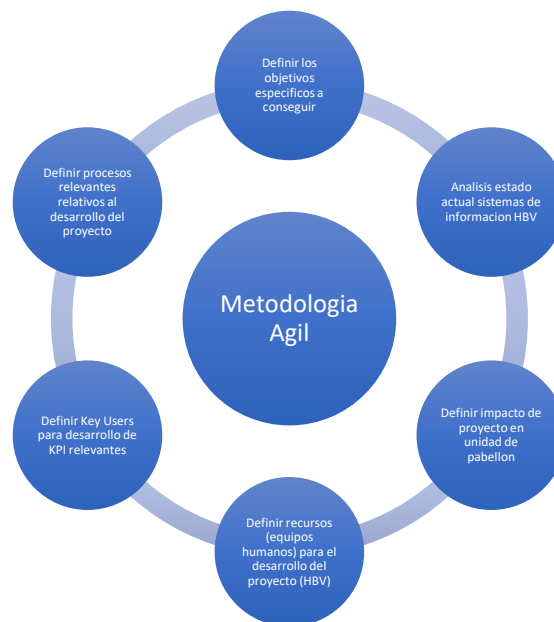 Definir los
objetivos
especificos a
conseguir
Analisis estado
actual sistemas de
informacion HBV
Definir impacto de
proyecto en
unidad de
pabellon
Definir recursos
(equipos
humanos) para el
desarrollo del
proyecto (HBV)
Definir Key Users
para desarrollo de
KPI relevantes
Definir procesos
relevantes
relativos al
desarrollo del
proyecto
Metodologia
Agil